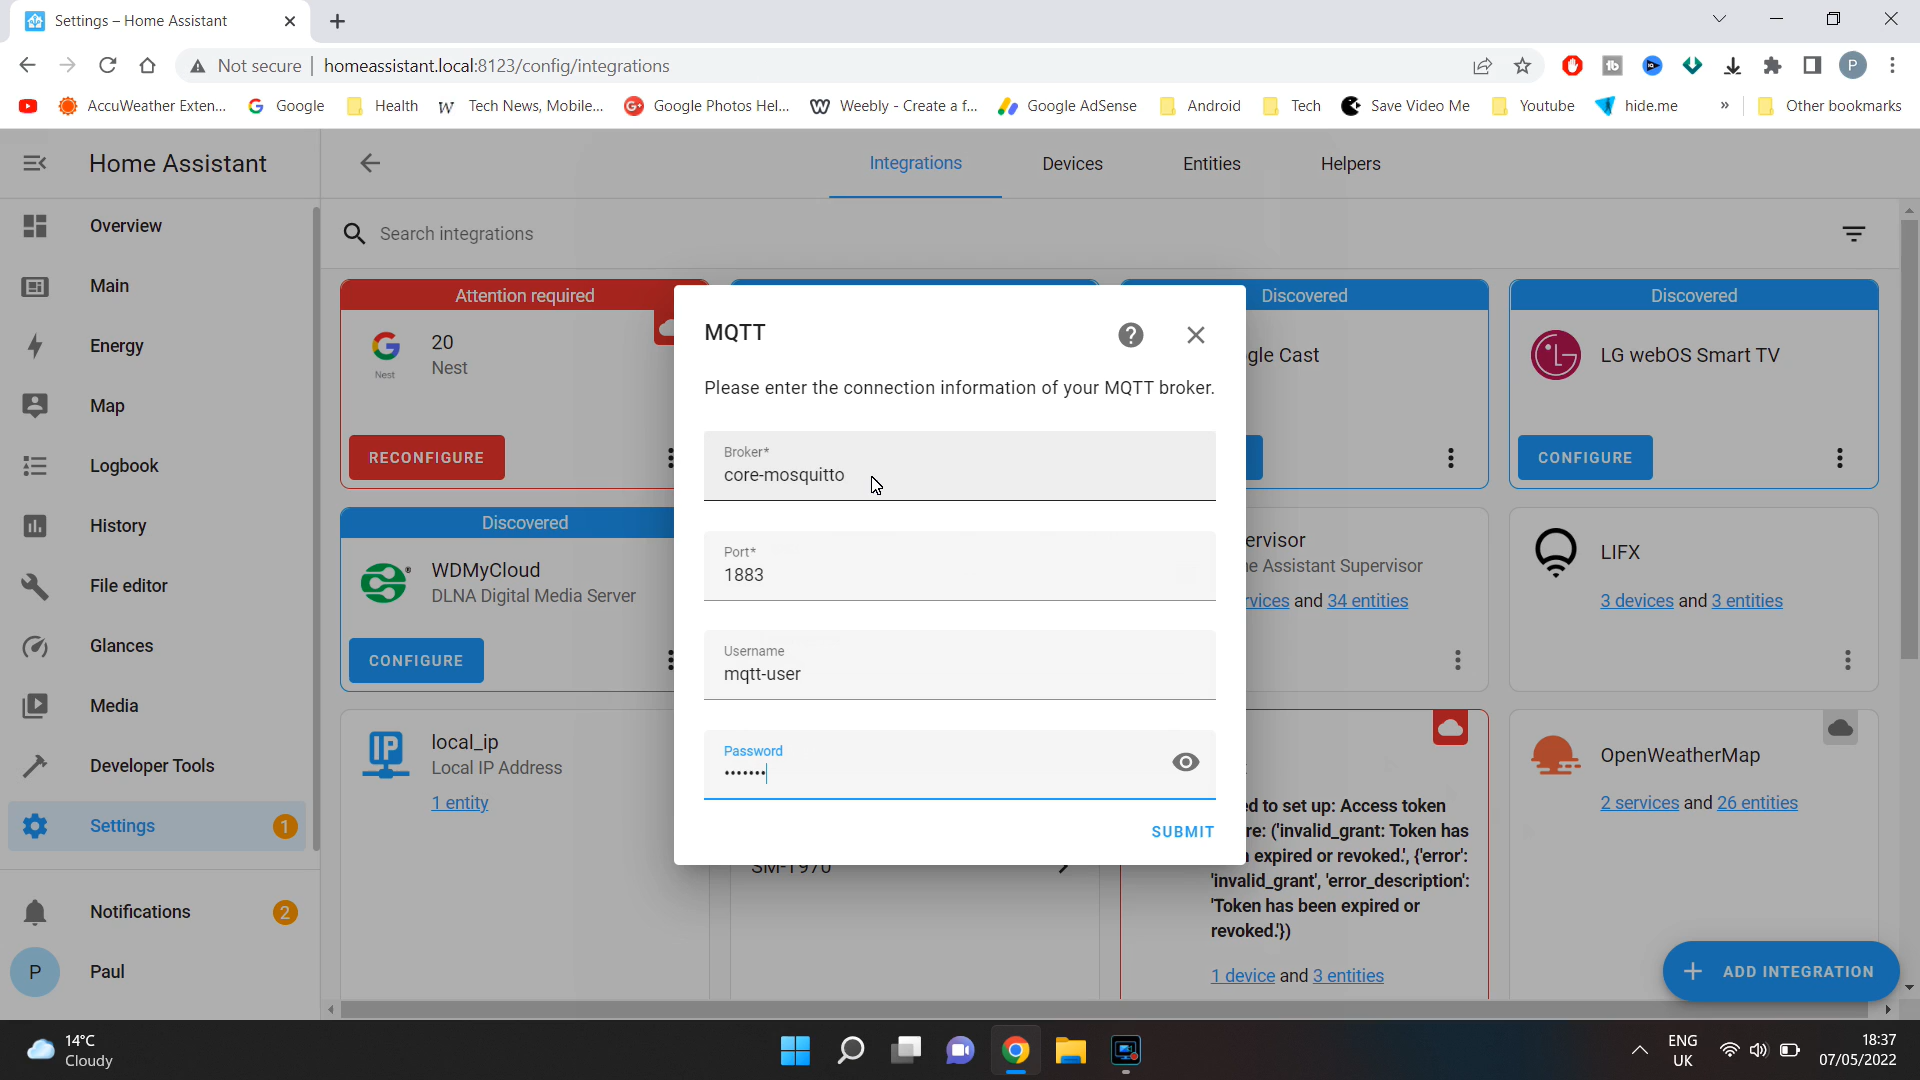 Settings – Home Assistant
Not secure
homeassistant.local:8123/config/integrations
P
AccuWeather Exten...
Google
Health
Tech News, Mobile...
Google Photos Hel...
Weebly - Create a f...
Google AdSense
Android
Tech
Save Video Me
Youtube
hide.me
»
Other bookmarks
Home Assistant
Overview
Main
Energy
Map
Logbook
History
File editor
Glances
Media
Developer Tools
Settings 1
Notifications 2
P Paul
Integrations
Devices
Entities
Helpers
Search integrations
Attention required
20
Nest
Nest
RECONFIGURE
Discovered
gle Cast
Discovered
LG webOS Smart TV
CONFIGURE
Discovered
WDMyCloud
DLNA Digital Media Server
CONFIGURE
ervisor
e Assistant Supervisor
rvices and 34 entities
LIFX
3 devices and 3 entities
IP
local_ip
Local IP Address
1 entity
SM-T970
ed to set up: Access token
re: ('invalid_grant: Token has
n expired or revoked.', {'error':
'invalid_grant', 'error_description':
'Token has been expired or
revoked.'})
1 device and 3 entities
OpenWeatherMap
2 services and 26 entities
ADD INTEGRATION
MQTT
Please enter the connection information of your MQTT broker.
Broker*
core-mosquitto
Port*
1883
Username
mqtt-user
Password
•••••••
SUBMIT
14°C
Cloudy
ENG
UK
18:37
07/05/2022